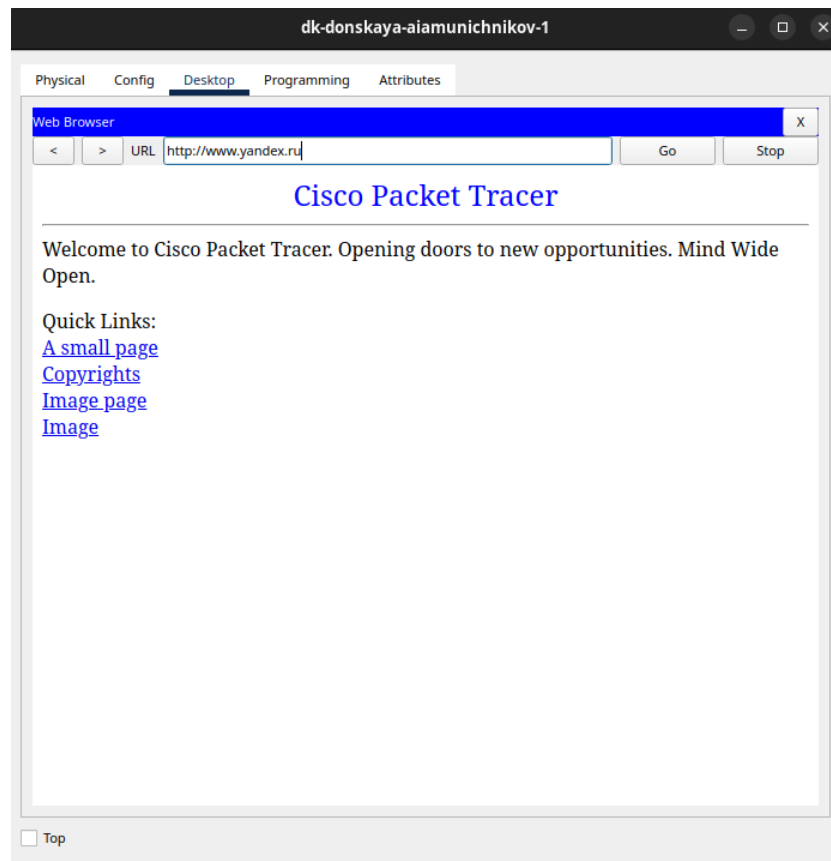 dk-donskaya-aiamunichnikov-1
Physical Config Desktop Programming Attributes
Web Browser X
< > URL http://www.yandex.ru Go Stop
Cisco Packet Tracer
Welcome to Cisco Packet Tracer. Opening doors to new opportunities. Mind Wide
Open.
Quick Links:
A small page
Copyrights
Image page
Image
Top